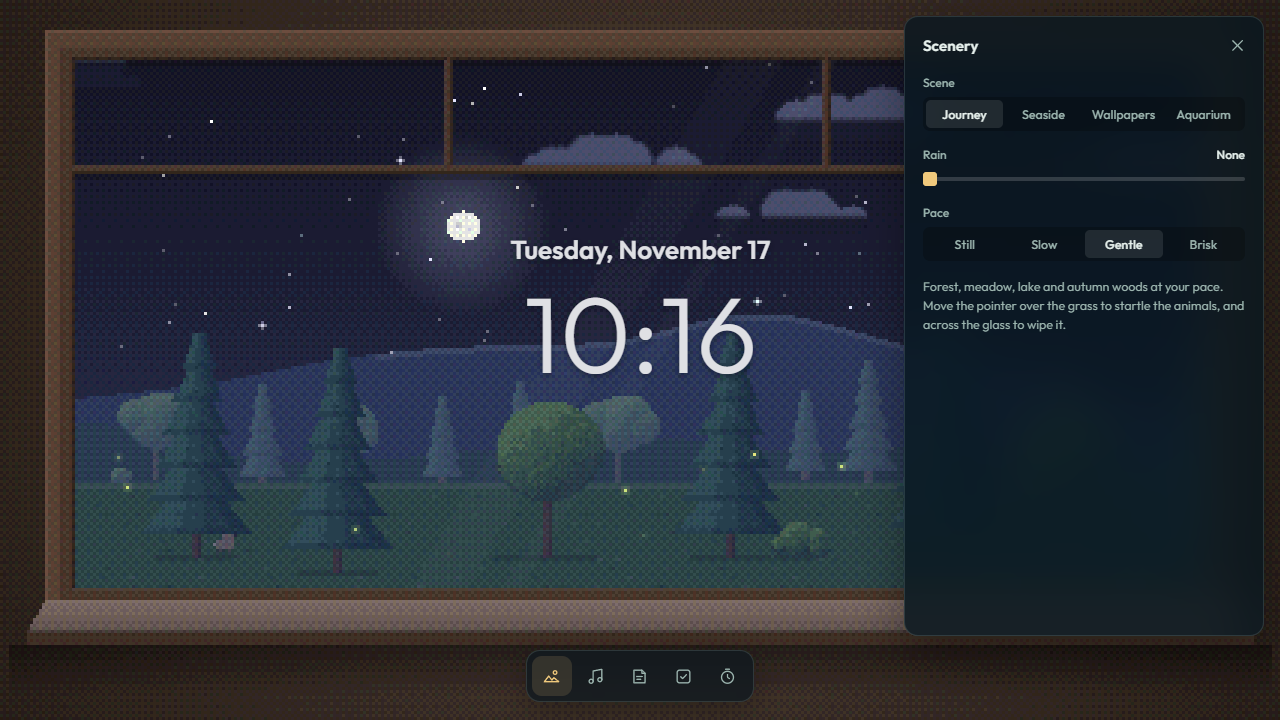 Tuesday, November 17
10:16
Scenery
Scene
Journey Seaside Wallpapers Aquarium
Rain None
Pace
Still Slow Gentle Brisk
Forest, meadow, lake and autumn woods at your pace.
Move the pointer over the grass to startle the animals, and
across the glass to wipe it.